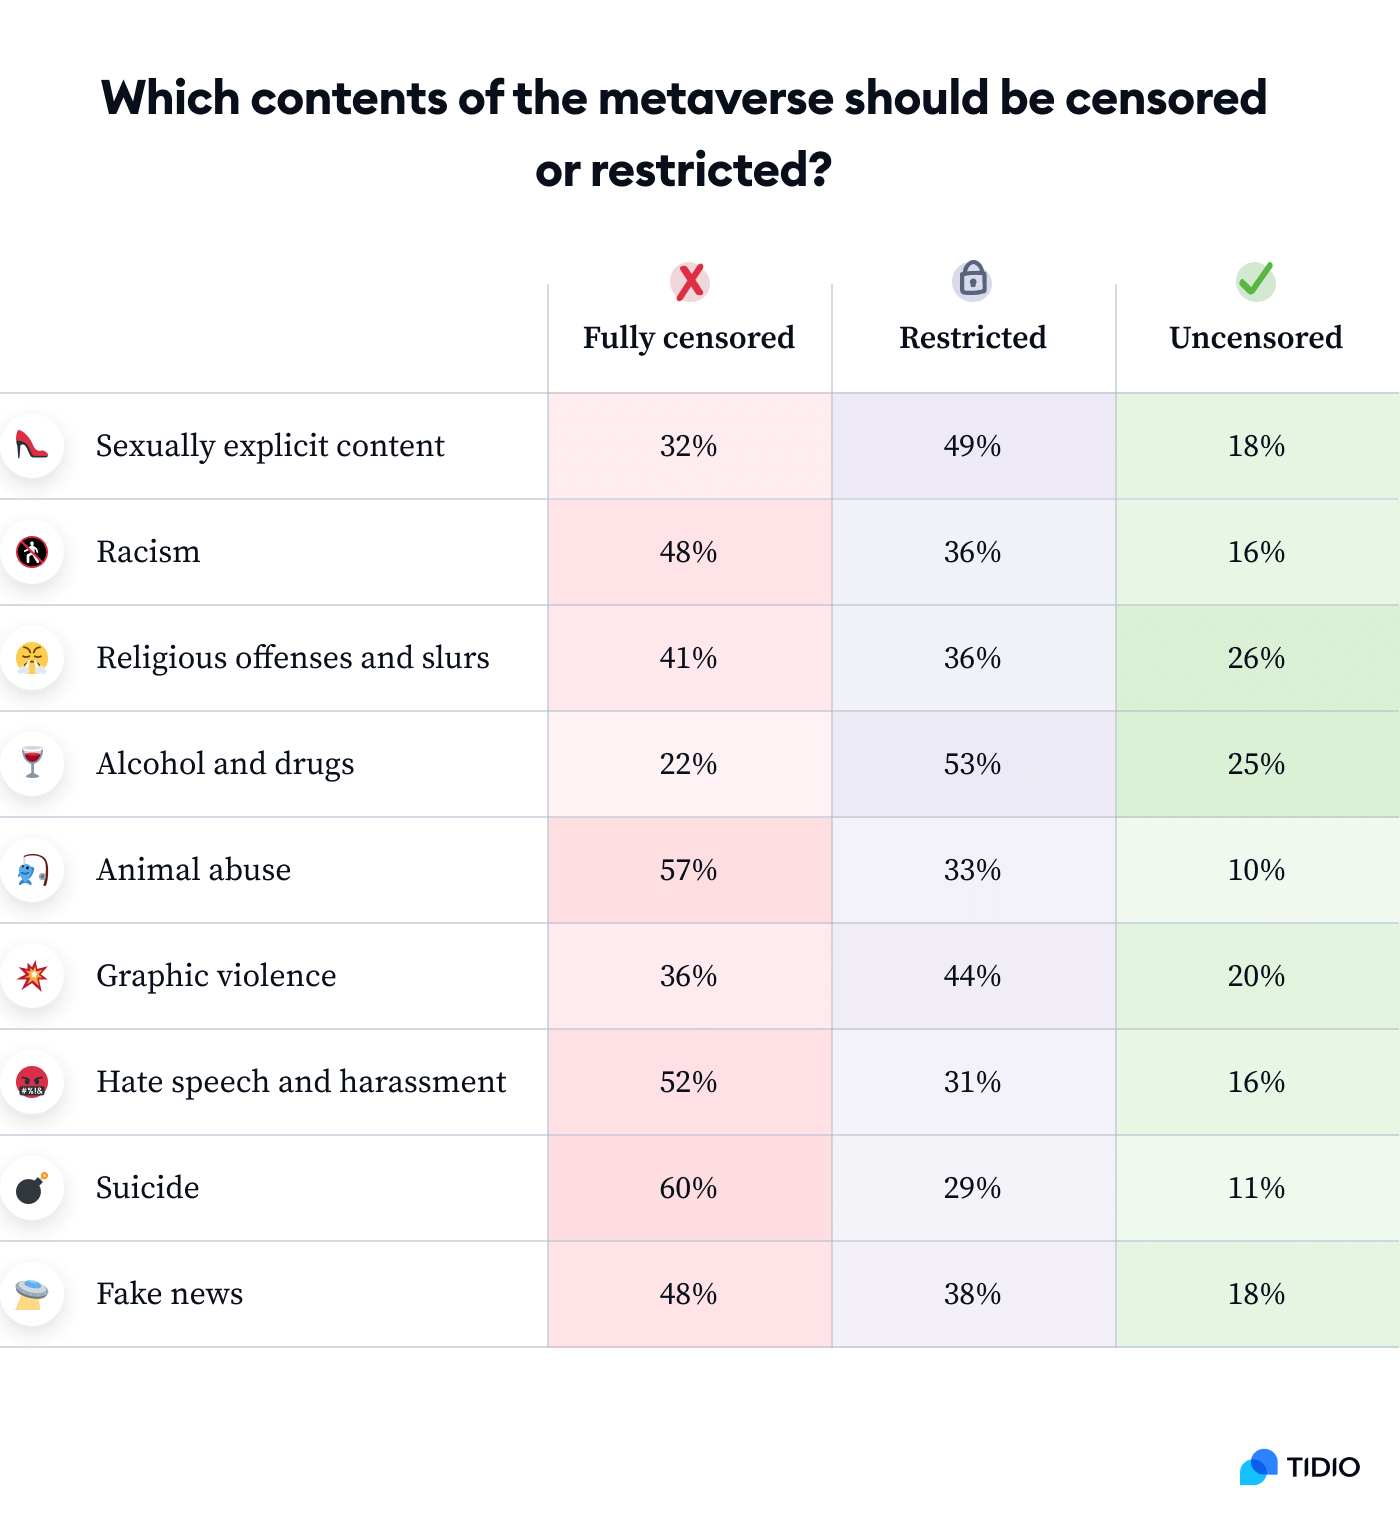 Which contents of the metaverse should be censored
or restricted?
Fully censored Restricted Uncensored
Sexually explicit content 32% 49% 18%
Racism 48% 36% 16%
Religious offenses and slurs 41% 36% 26%
Alcohol and drugs 22% 53% 25%
Animal abuse 57% 33% 10%
Graphic violence 36% 44% 20%
#%!& Hate speech and harassment 52% 31% 16%
Suicide 60% 29% 11%
Fake news 48% 38% 18%
TIDIO